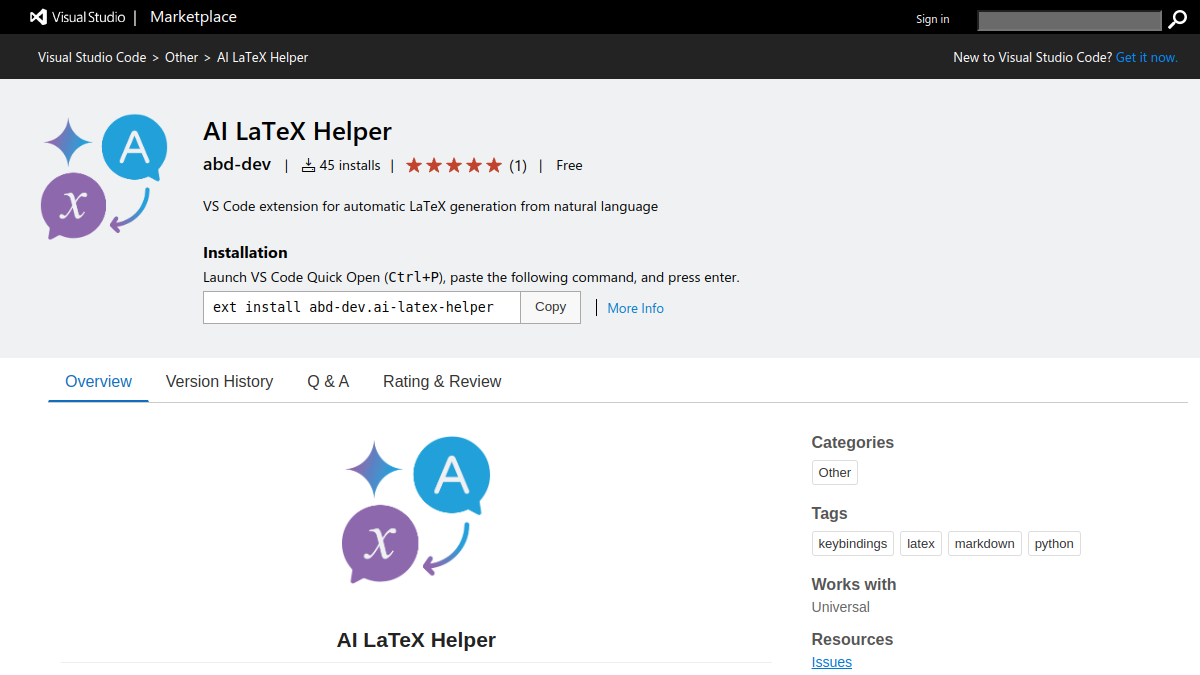 Visual Studio | Marketplace
Sign in
Visual Studio Code > Other > AI LaTeX Helper
New to Visual Studio Code? Get it now.
A
x
AI LaTeX Helper
abd-dev | 45 installs | (1) | Free
VS Code extension for automatic LaTeX generation from natural language
Installation
Launch VS Code Quick Open (Ctrl+P), paste the following command, and press enter.
ext install abd-dev.ai-latex-helper
Copy
| More Info
Overview
Version History
Q & A
Rating & Review
A
x
AI LaTeX Helper
Categories
Other
Tags
keybindings
latex
markdown
python
Works with
Universal
Resources
Issues